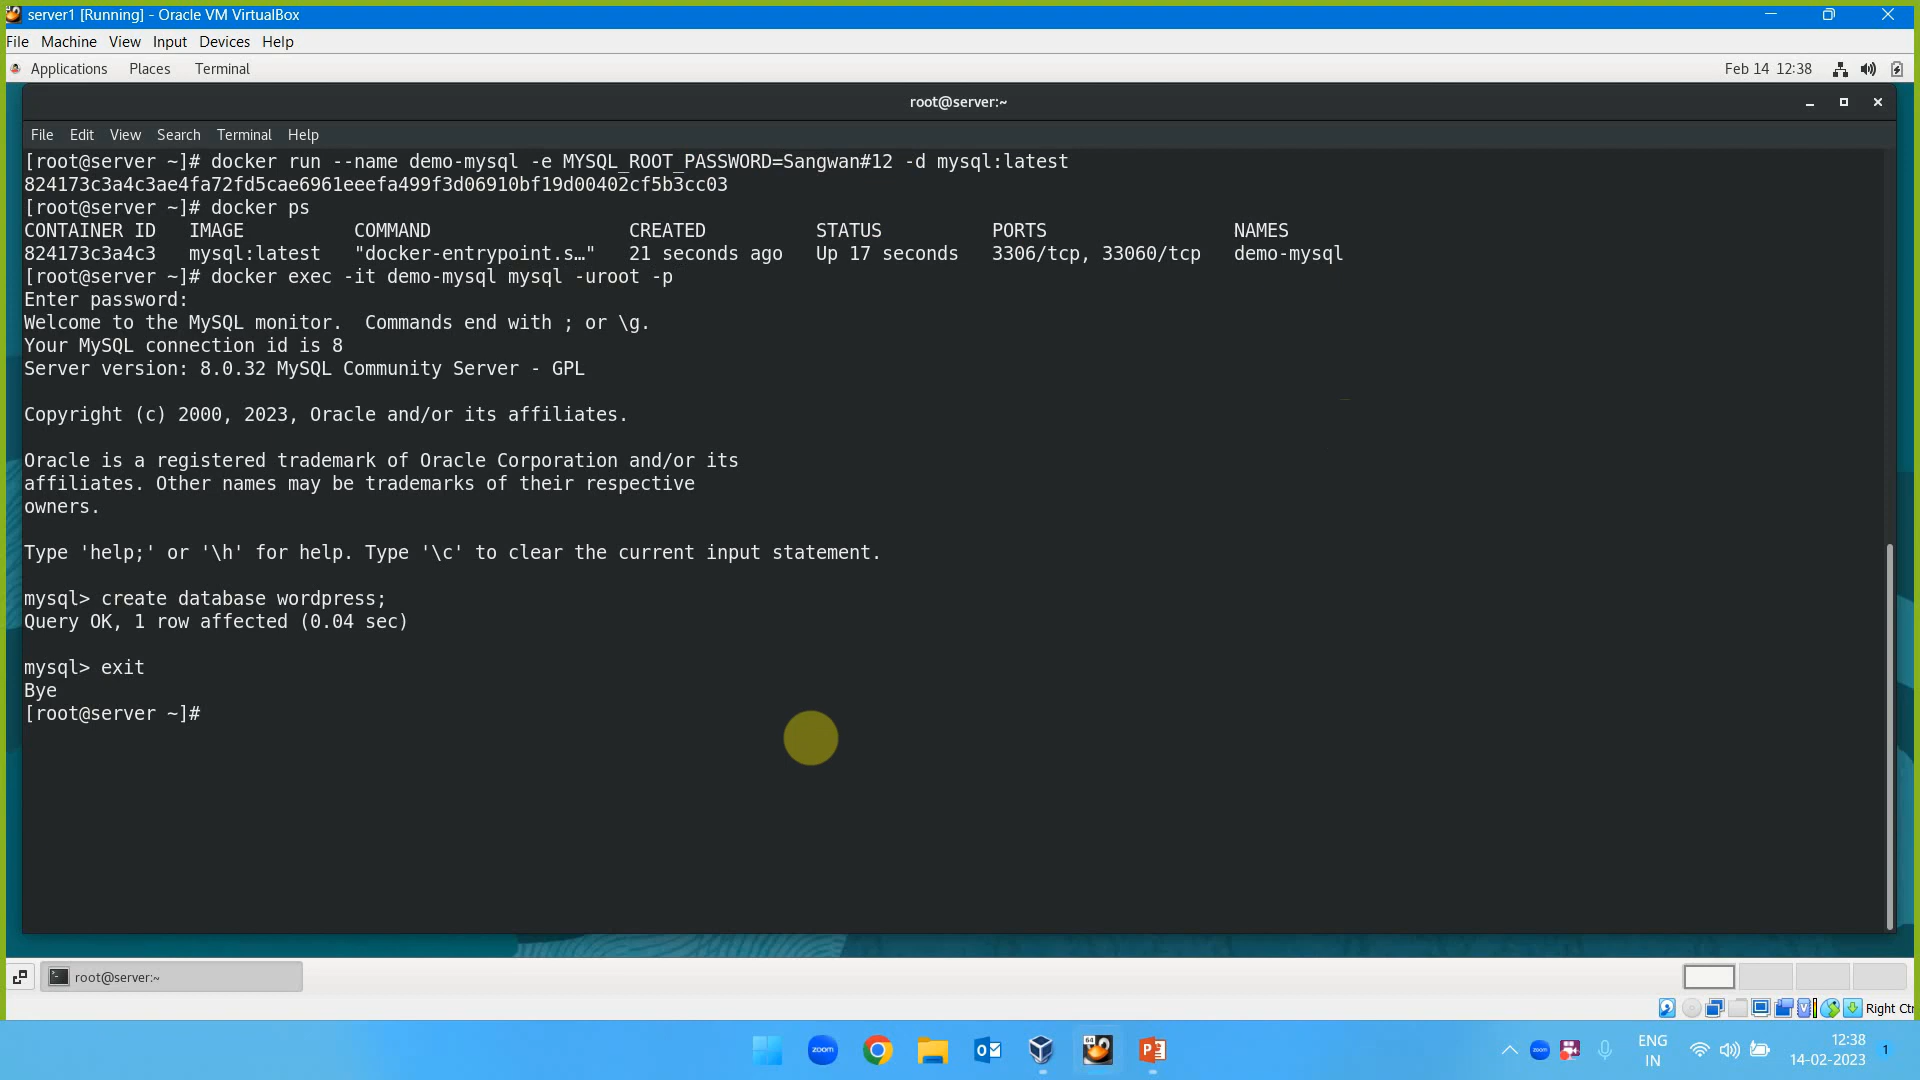 server1 [Running] - Oracle VM VirtualBox
File Machine View Input Devices Help
Applications Places Terminal Feb 14 12:38
root@server:~
File Edit View Search Terminal Help
[root@server ~]# docker run --name demo-mysql -e MYSQL_ROOT_PASSWORD=Sangwan#12 -d mysql:latest
824173c3a4c3ae4fa72fd5cae6961eeefa499f3d06910bf19d00402cf5b3cc03
[root@server ~]# docker ps
CONTAINER ID IMAGE COMMAND CREATED STATUS PORTS NAMES
824173c3a4c3 mysql:latest "docker-entrypoint.s…" 21 seconds ago Up 17 seconds 3306/tcp, 33060/tcp demo-mysql
[root@server ~]# docker exec -it demo-mysql mysql -uroot -p
Enter password:
Welcome to the MySQL monitor. Commands end with ; or \g.
Your MySQL connection id is 8
Server version: 8.0.32 MySQL Community Server - GPL
Copyright (c) 2000, 2023, Oracle and/or its affiliates.
Oracle is a registered trademark of Oracle Corporation and/or its
affiliates. Other names may be trademarks of their respective
owners.
Type 'help;' or '\h' for help. Type '\c' to clear the current input statement.
mysql> create database wordpress;
Query OK, 1 row affected (0.04 sec)
mysql> exit
Bye
[root@server ~]#
root@server:~
Right Ctr
zoom
64
zoom
ENG
IN
12:38
14-02-2023
1